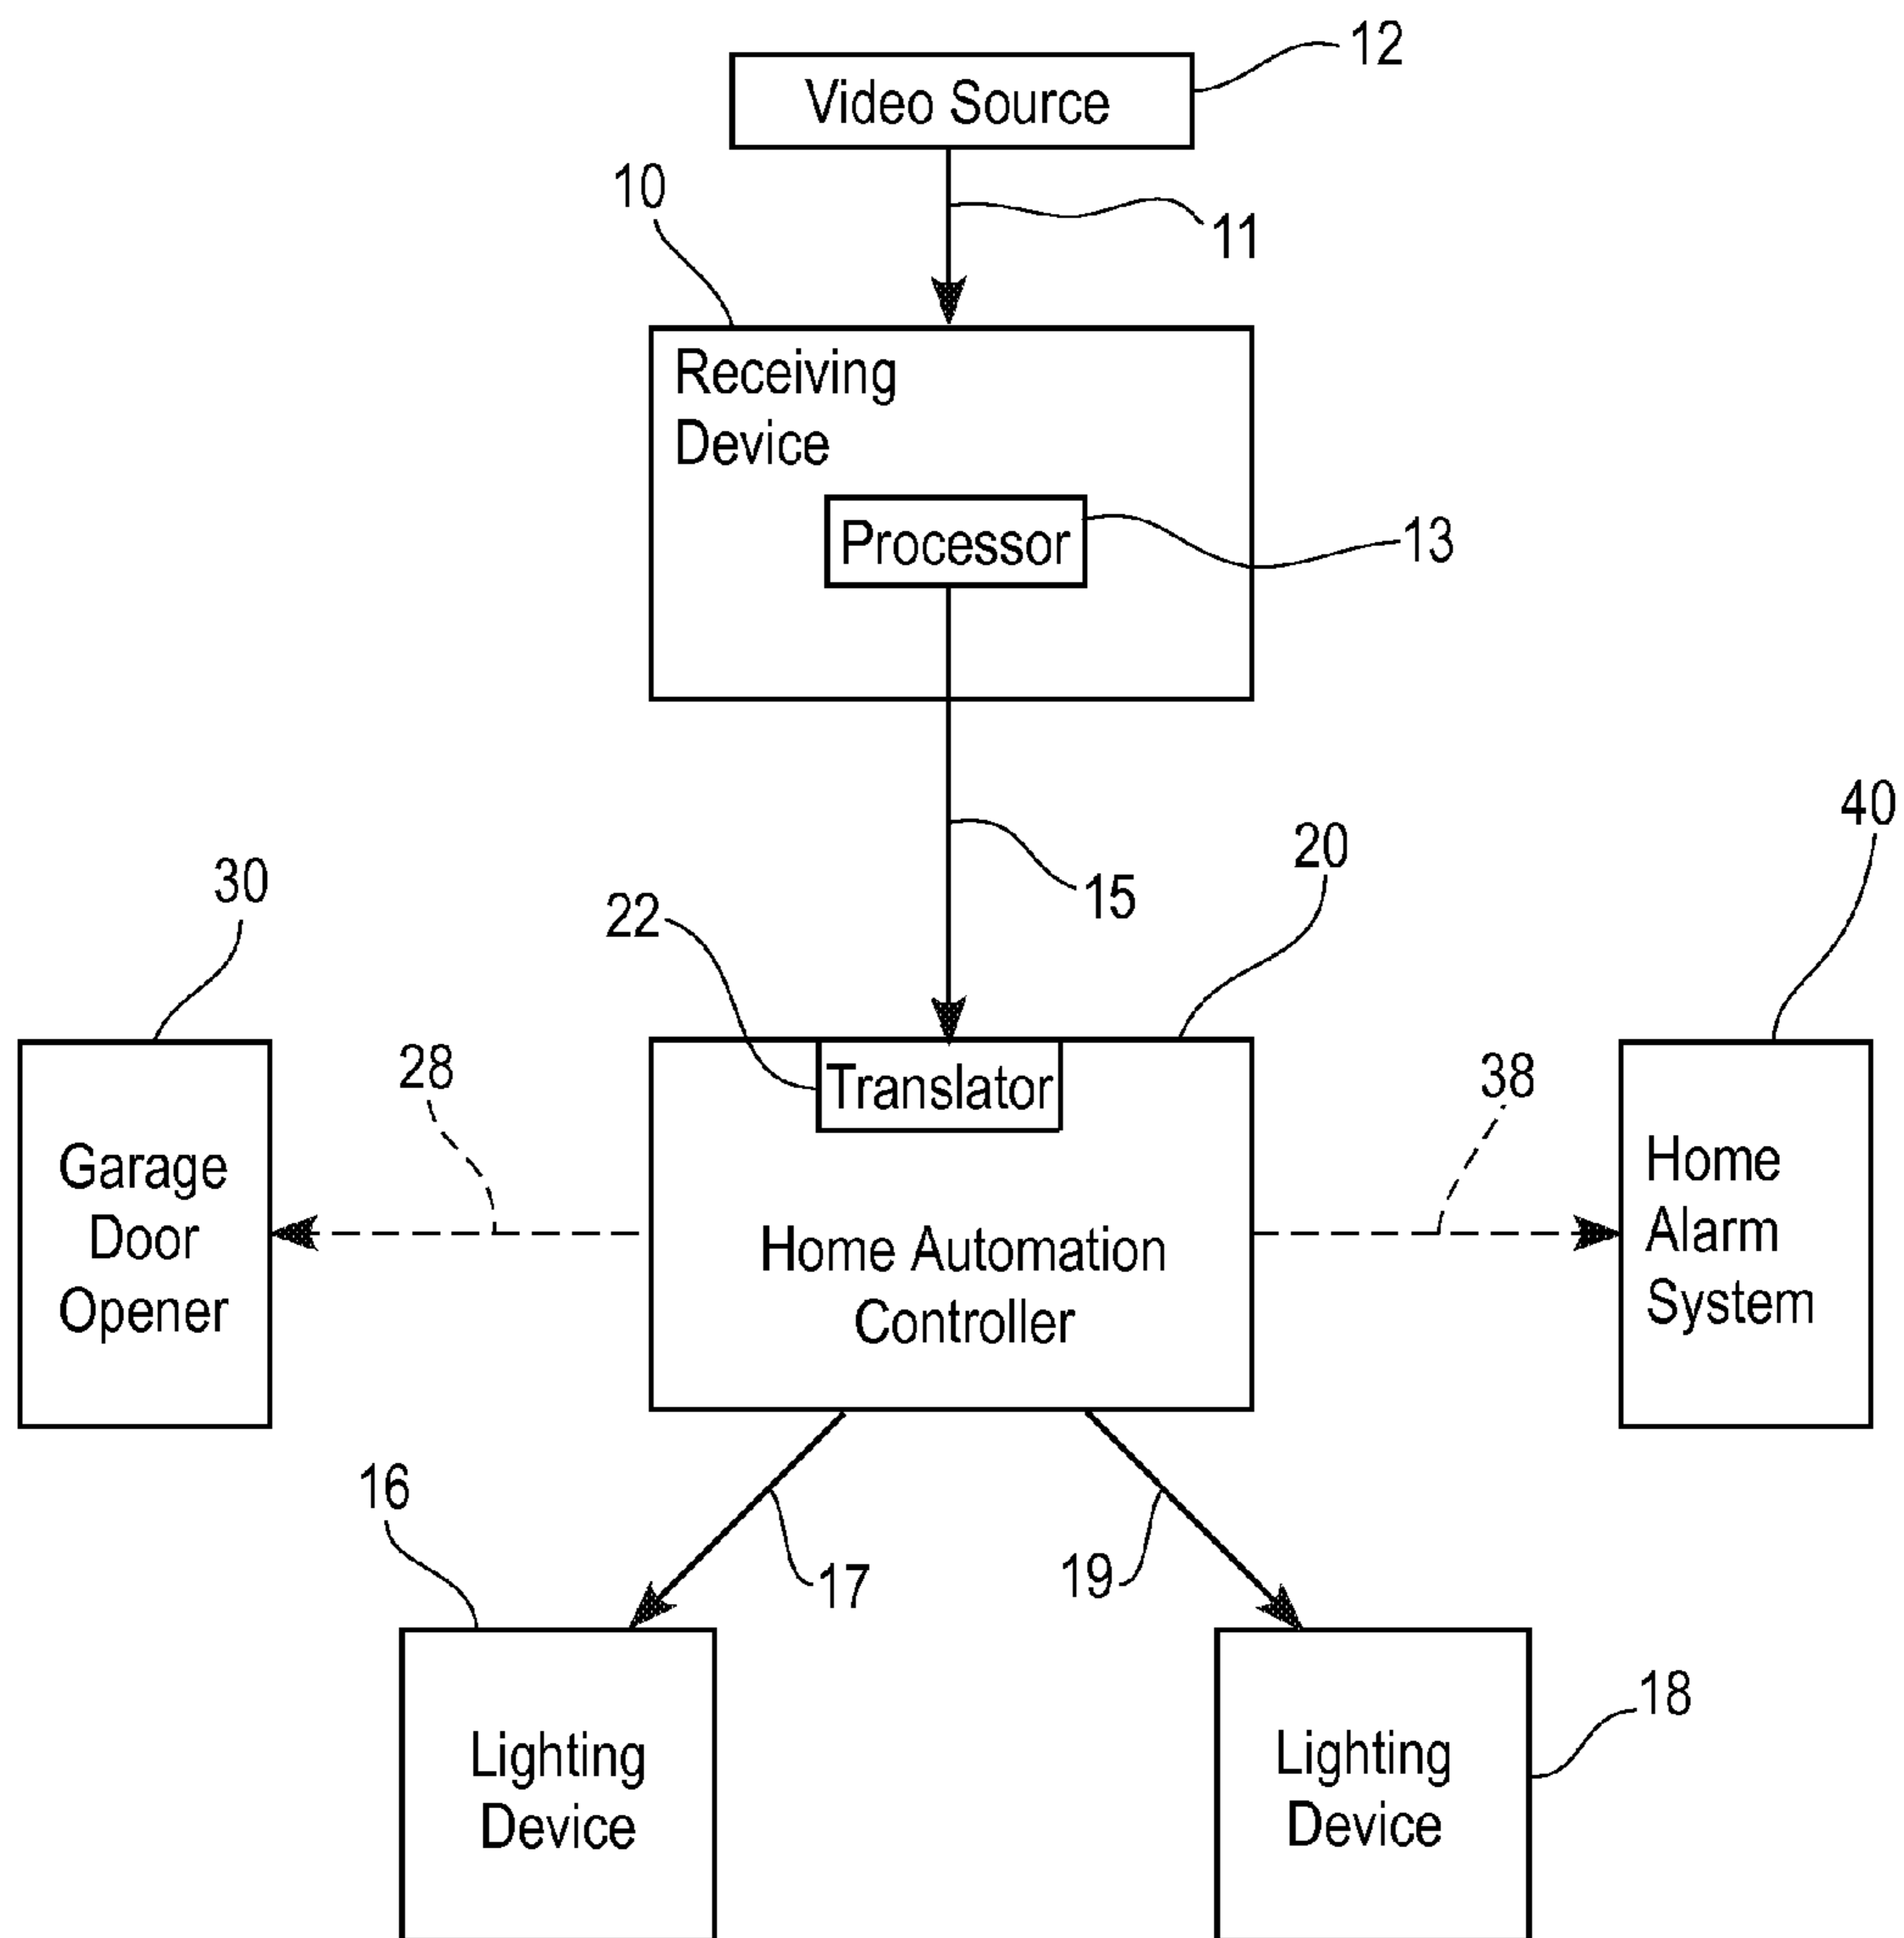 12
Video Source
10
11
Receiving
Device
Processor
13
40
20
30
15
22
28
Translator
38
Garage
Door
Opener
Home Automation
Controller
Home
Alarm
System
16
17
19
18
Lighting
Device
Lighting
Device